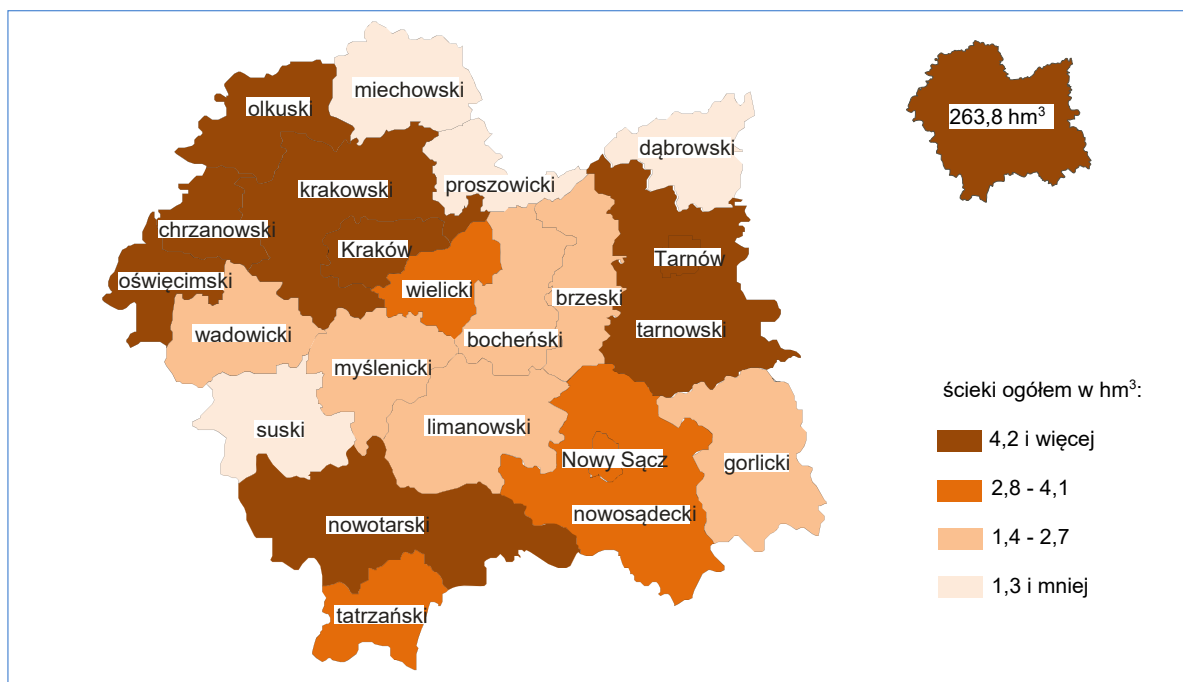 miechowski
olkuski
263,8 hm³
dąbrowski
krakowski
proszowicki
chrzanowski
Kraków
Tarnów
oświęcimski
wielicki
brzeski
wadowicki
bocheński
tarnowski
myślenicki
ścieki ogółem w hm³:
suski
limanowski
4,2 i więcej
Nowy Sącz
gorlicki
2,8 - 4,1
nowotarski
nowosądecki
1,4 - 2,7
1,3 i mniej
tatrzański